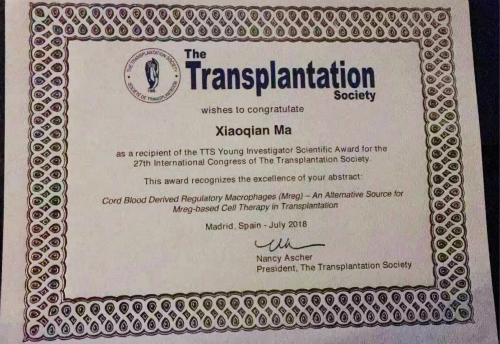 The
Transplantation
Society
wishes to congratulate
Xiaoqian Ma
as a recipient of the TTS Young Investigator Scientific Award for the
27th International Congress of The Transplantation Society.
This award recognizes the excellence of your abstract:
Cord Blood Derived Regulatory Macrophages (Mreg) – An Alternative Source for
Mreg-based Cell Therapy in Transplantation
Madrid, Spain - July 2018
Nancy Ascher
President, The Transplantation Society